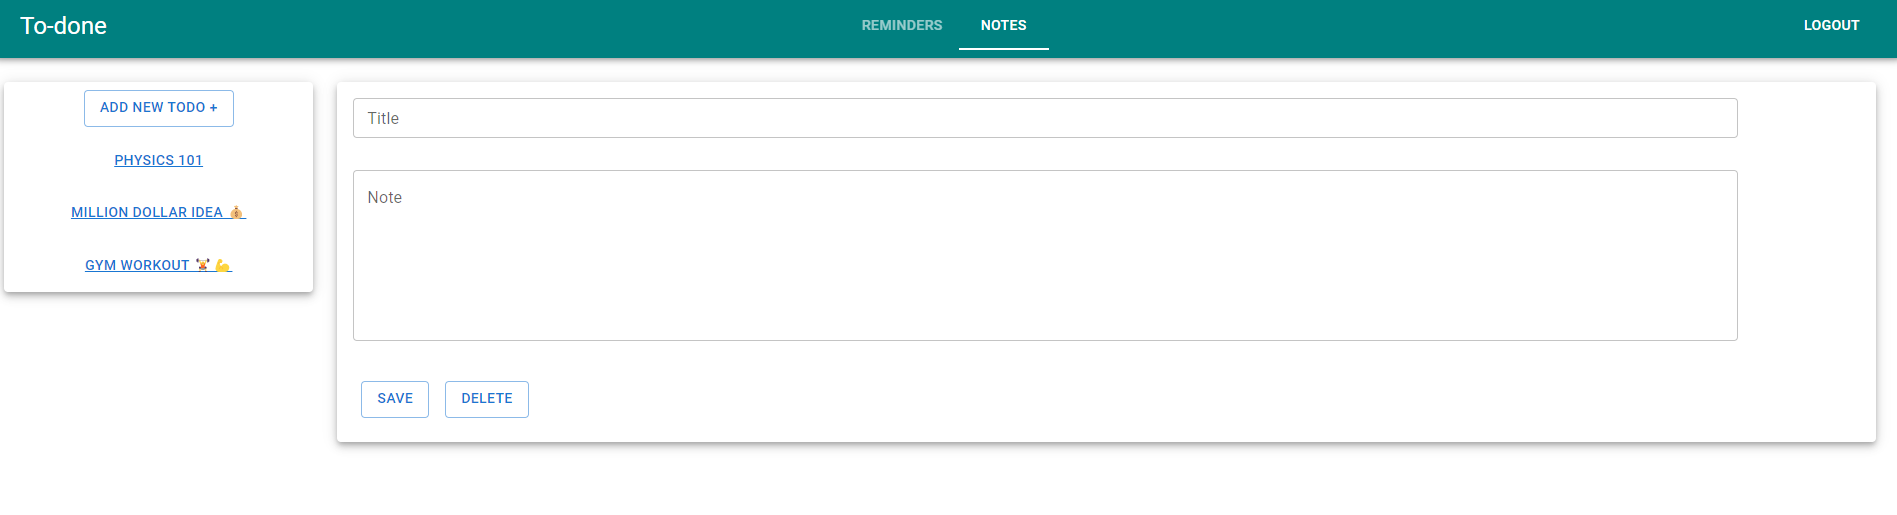 To-done
REMINDERS
NOTES
LOGOUT
ADD NEW TODO +
PHYSICS 101
MILLION DOLLAR IDEA 💰
GYM WORKOUT 🏋️💪
Title
Note
SAVE
DELETE